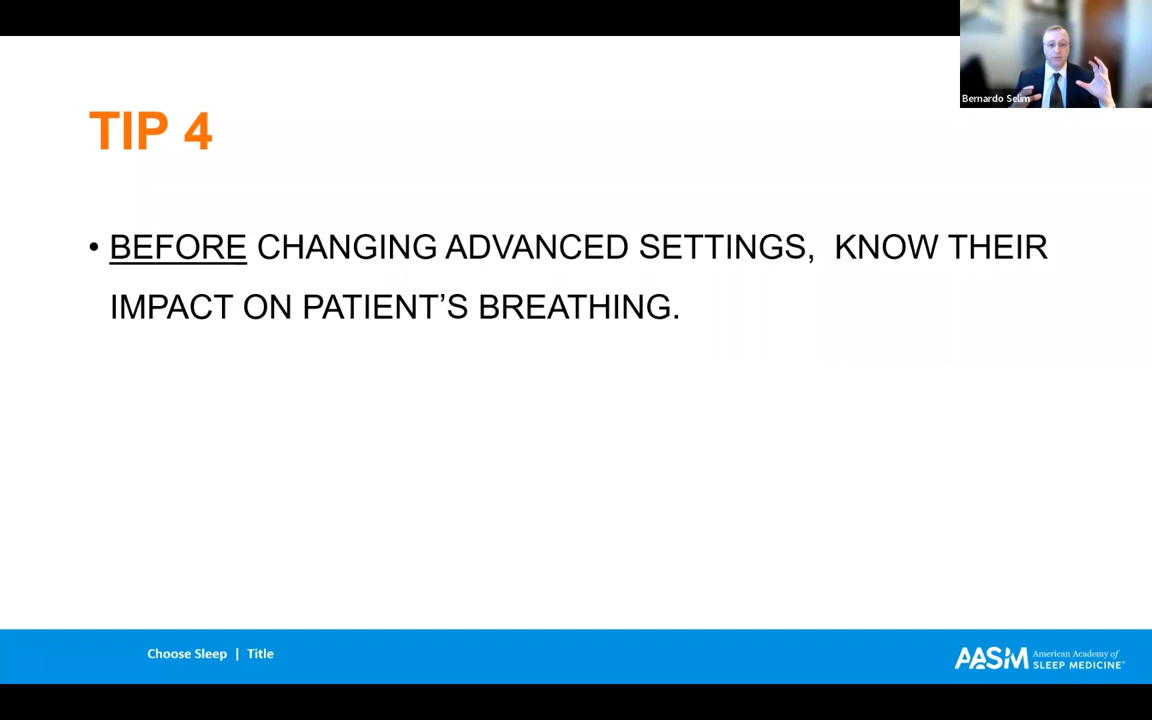 Bernardo Selim
TIP 4
• BEFORE CHANGING ADVANCED SETTINGS, KNOW THEIR
IMPACT ON PATIENT’S BREATHING.
Choose Sleep | Title
AASM American Academy of
SLEEP MEDICINE™